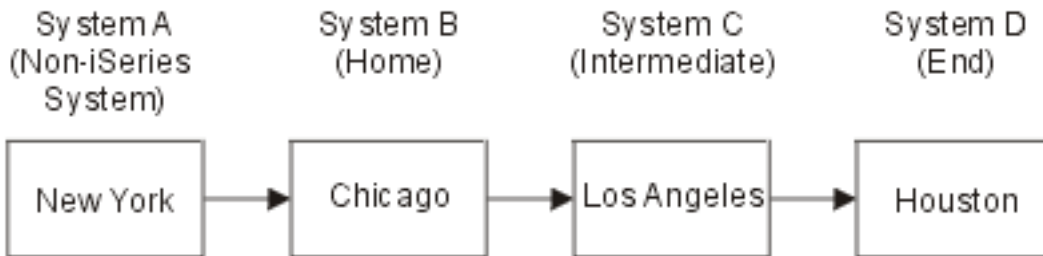 System A
(Non-iSeries
System)
System B
(Home)
System C
(Intermediate)
System D
(End)
New York
Chicago
Los Angeles
Houston